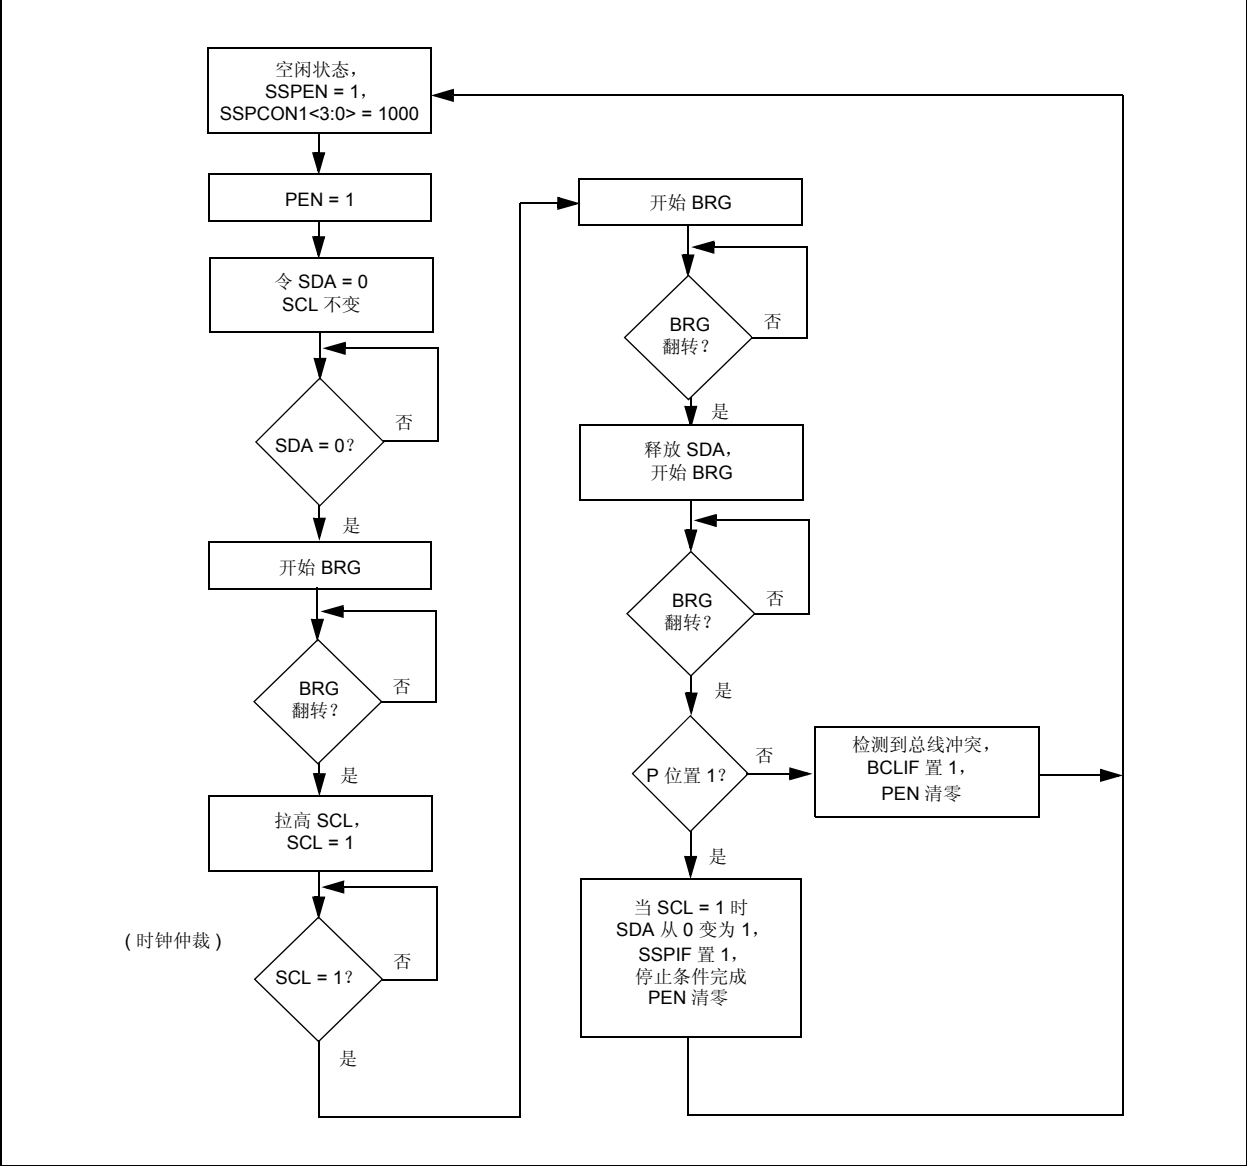 空闲状态，
SSPEN = 1，
SSPCON1<3:0> = 1000
PEN = 1
令 SDA = 0
SCL 不变
SDA = 0？
否
是
开始 BRG
BRG
翻转？
否
是
拉高 SCL，
SCL = 1
( 时钟仲裁 )
SCL = 1？
否
是
开始 BRG
BRG
翻转？
否
是
释放 SDA，
开始 BRG
BRG
翻转？
否
是
P 位置 1？
否
检测到总线冲突，
BCLIF 置 1，
PEN 清零
是
当 SCL = 1 时
SDA 从 0 变为 1，
SSPIF 置 1，
停止条件完成
PEN 清零